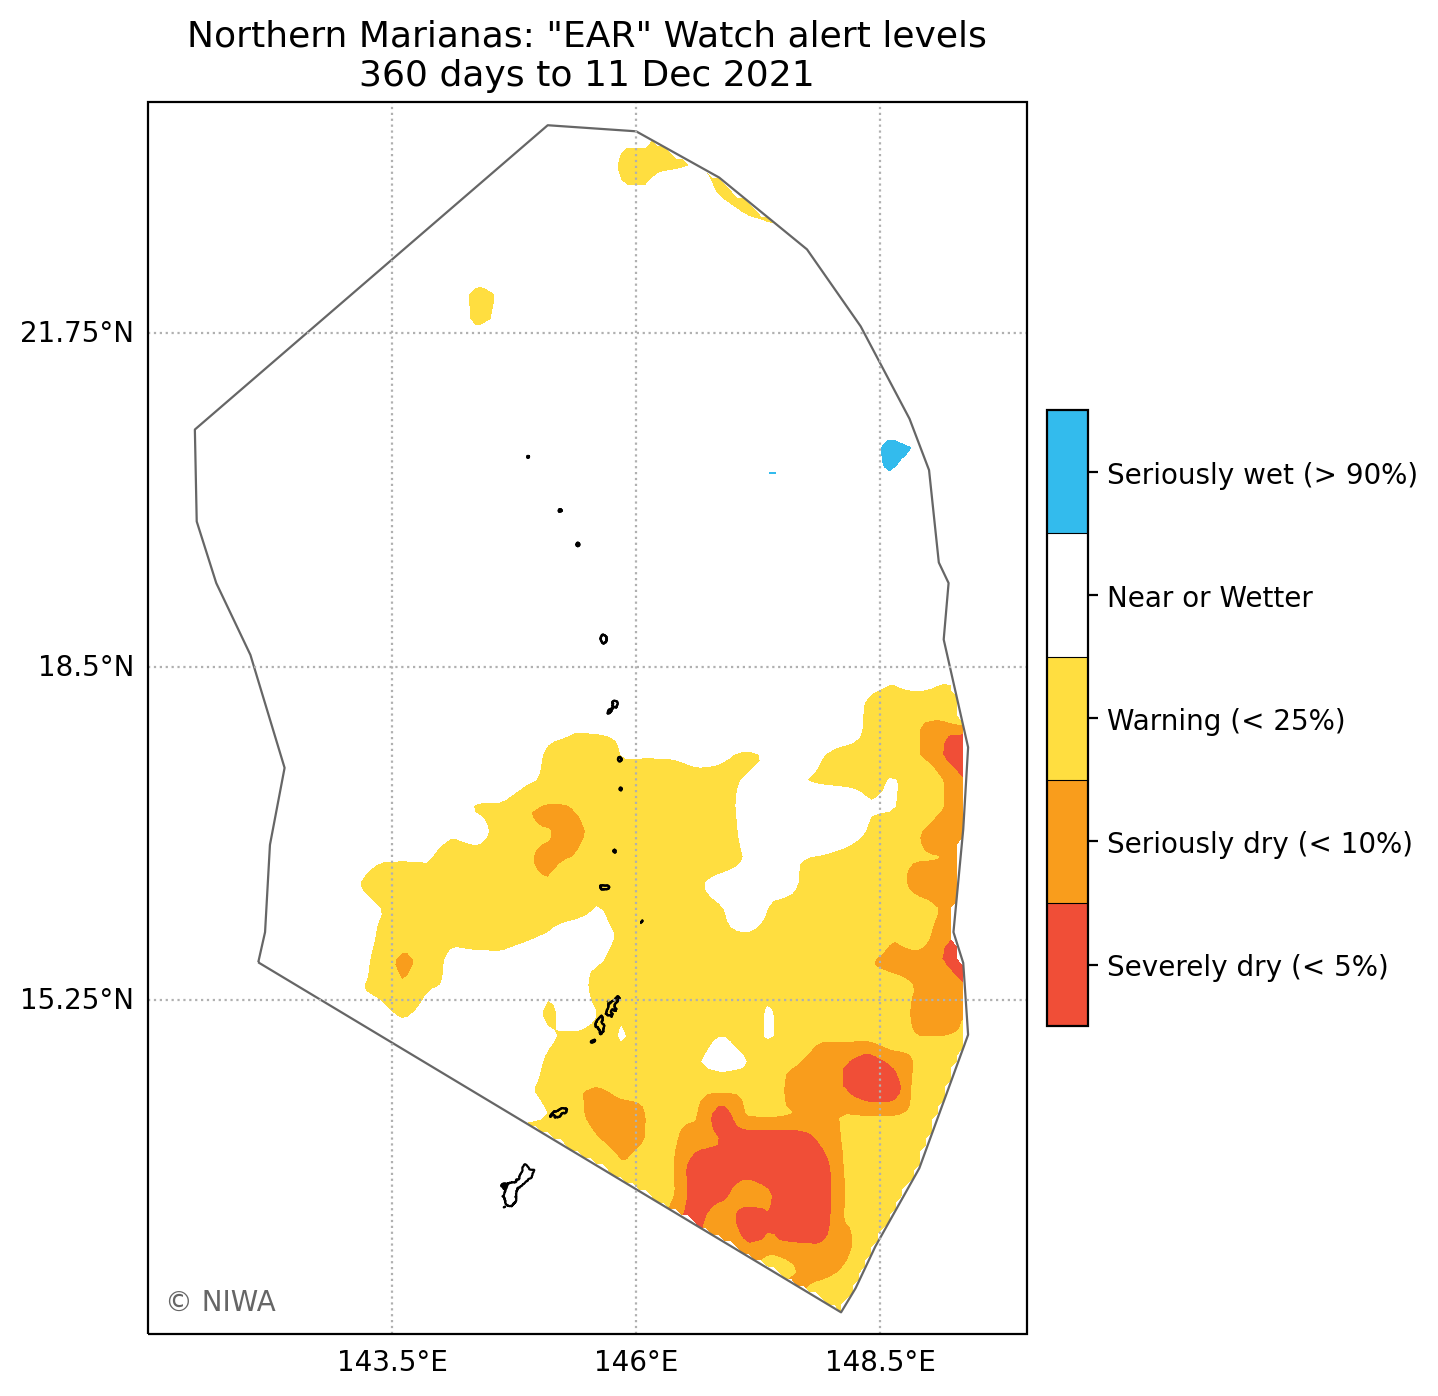 Northern Marianas: "EAR" Watch alert levels
360 days to 11 Dec 2021
21.75°N
18.5°N
15.25°N
143.5°E
146°E
148.5°E
Seriously wet (> 90%)
Near or Wetter
Warning (< 25%)
Seriously dry (< 10%)
Severely dry (< 5%)
© NIWA